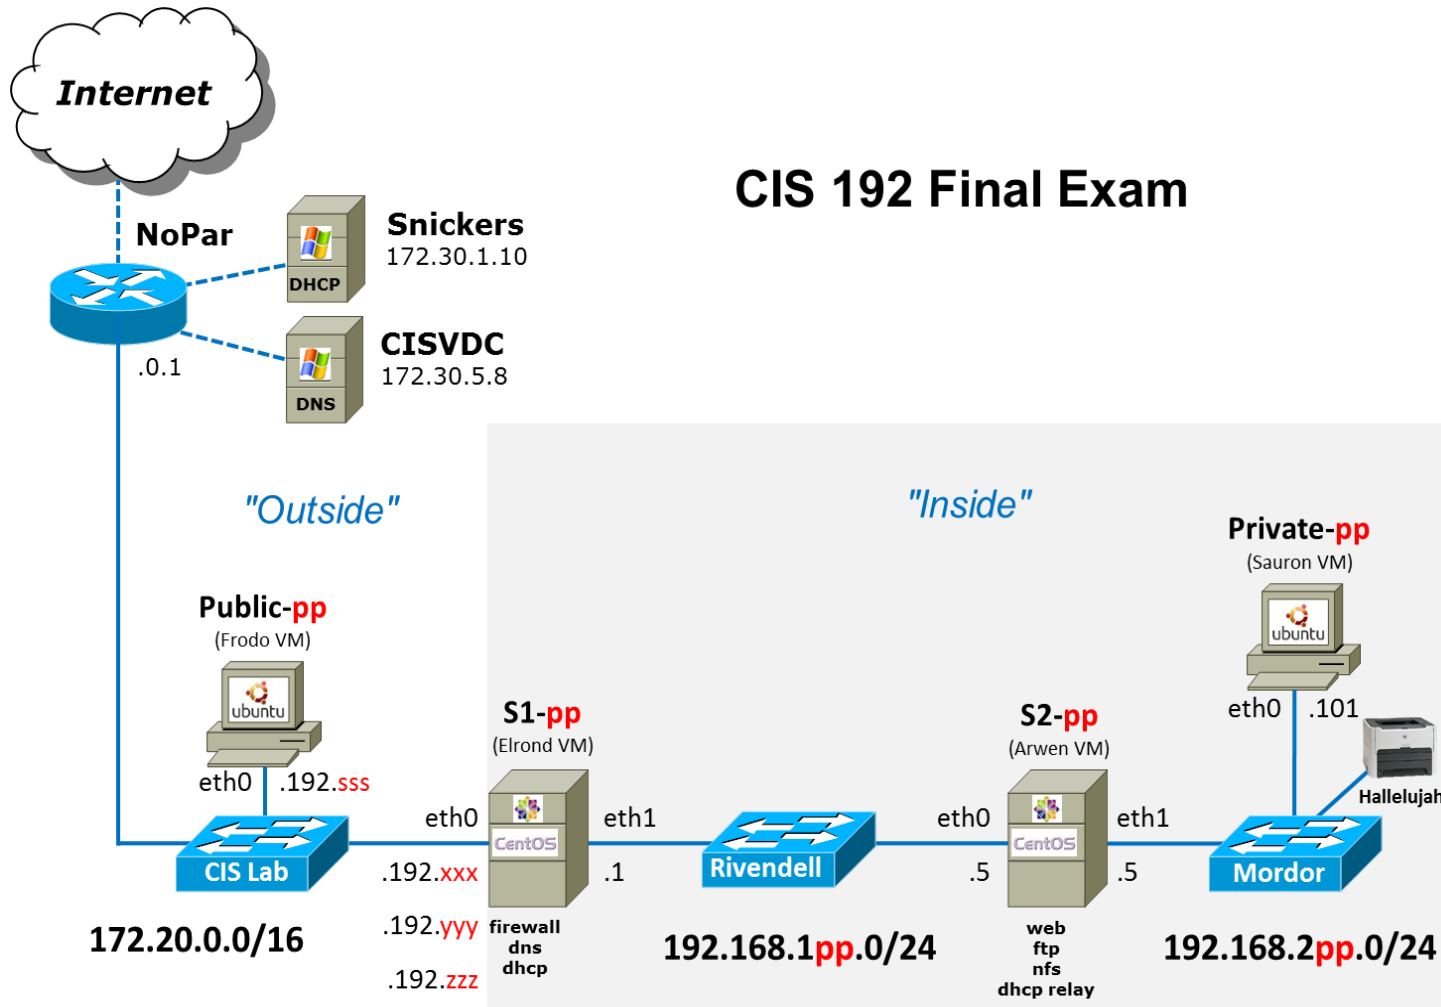 Internet
CIS 192 Final Exam
NoPar
Snickers
172.30.1.10
DHCP
CISVDC
172.30.5.8
DNS
.0.1
"Outside"
"Inside"
Private-pp
(Sauron VM)
ubuntu
eth0 .101
Hallelujah
Public-pp
(Frodo VM)
ubuntu
eth0 .192.sss
S1-pp
(Elrond VM)
S2-pp
(Arwen VM)
CIS Lab
172.20.0.0/16
eth0
.192.xxx
.192.yyy
.192.zzz
CentOS
firewall
dns
dhcp
eth1
.1
Rivendell
192.168.1pp.0/24
eth0
.5
CentOS
web
ftp
nfs
dhcp relay
eth1
.5
Mordor
192.168.2pp.0/24